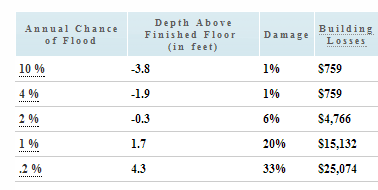 Annual Chance of Flood Depth Above Finished Floor (in feet) Damage Building Losses
10 % -3.8 1% $759
4 % -1.9 1% $759
2 % -0.3 6% $4,766
1 % 1.7 20% $15,132
.2 % 4.3 33% $25,074